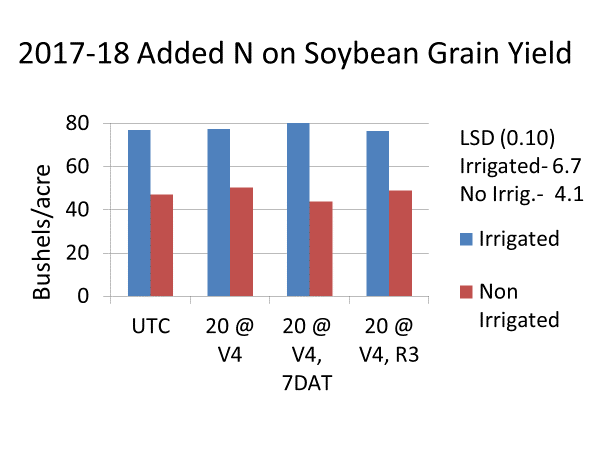 2017-18 Added N on Soybean Grain Yield
Bushels/acre
80
60
40
20
0
UTC
20 @
V4
20 @
V4,
7DAT
20 @
V4, R3
LSD (0.10)
Irrigated- 6.7
No Irrig.- 4.1
Irrigated
Non
Irrigated